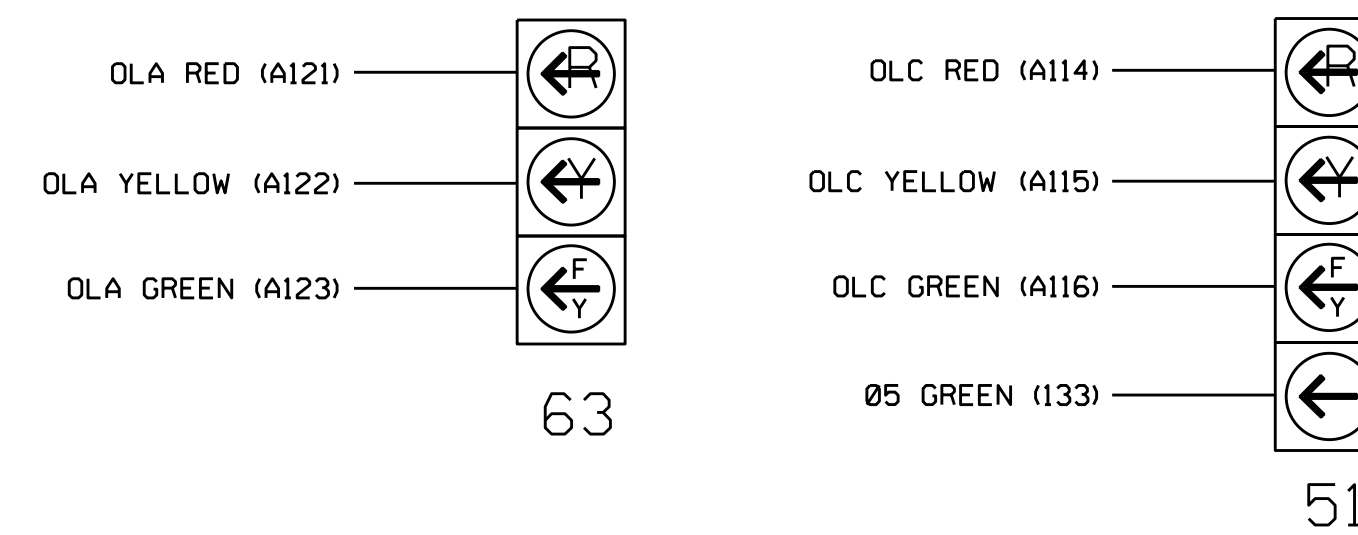 OLA RED (A121)
R
OLA YELLOW (A122)
Y
OLA GREEN (A123)
F
Y
63
OLC RED (A114)
R
OLC YELLOW (A115)
Y
OLC GREEN (A116)
F
Y
Ø5 GREEN (133)
51